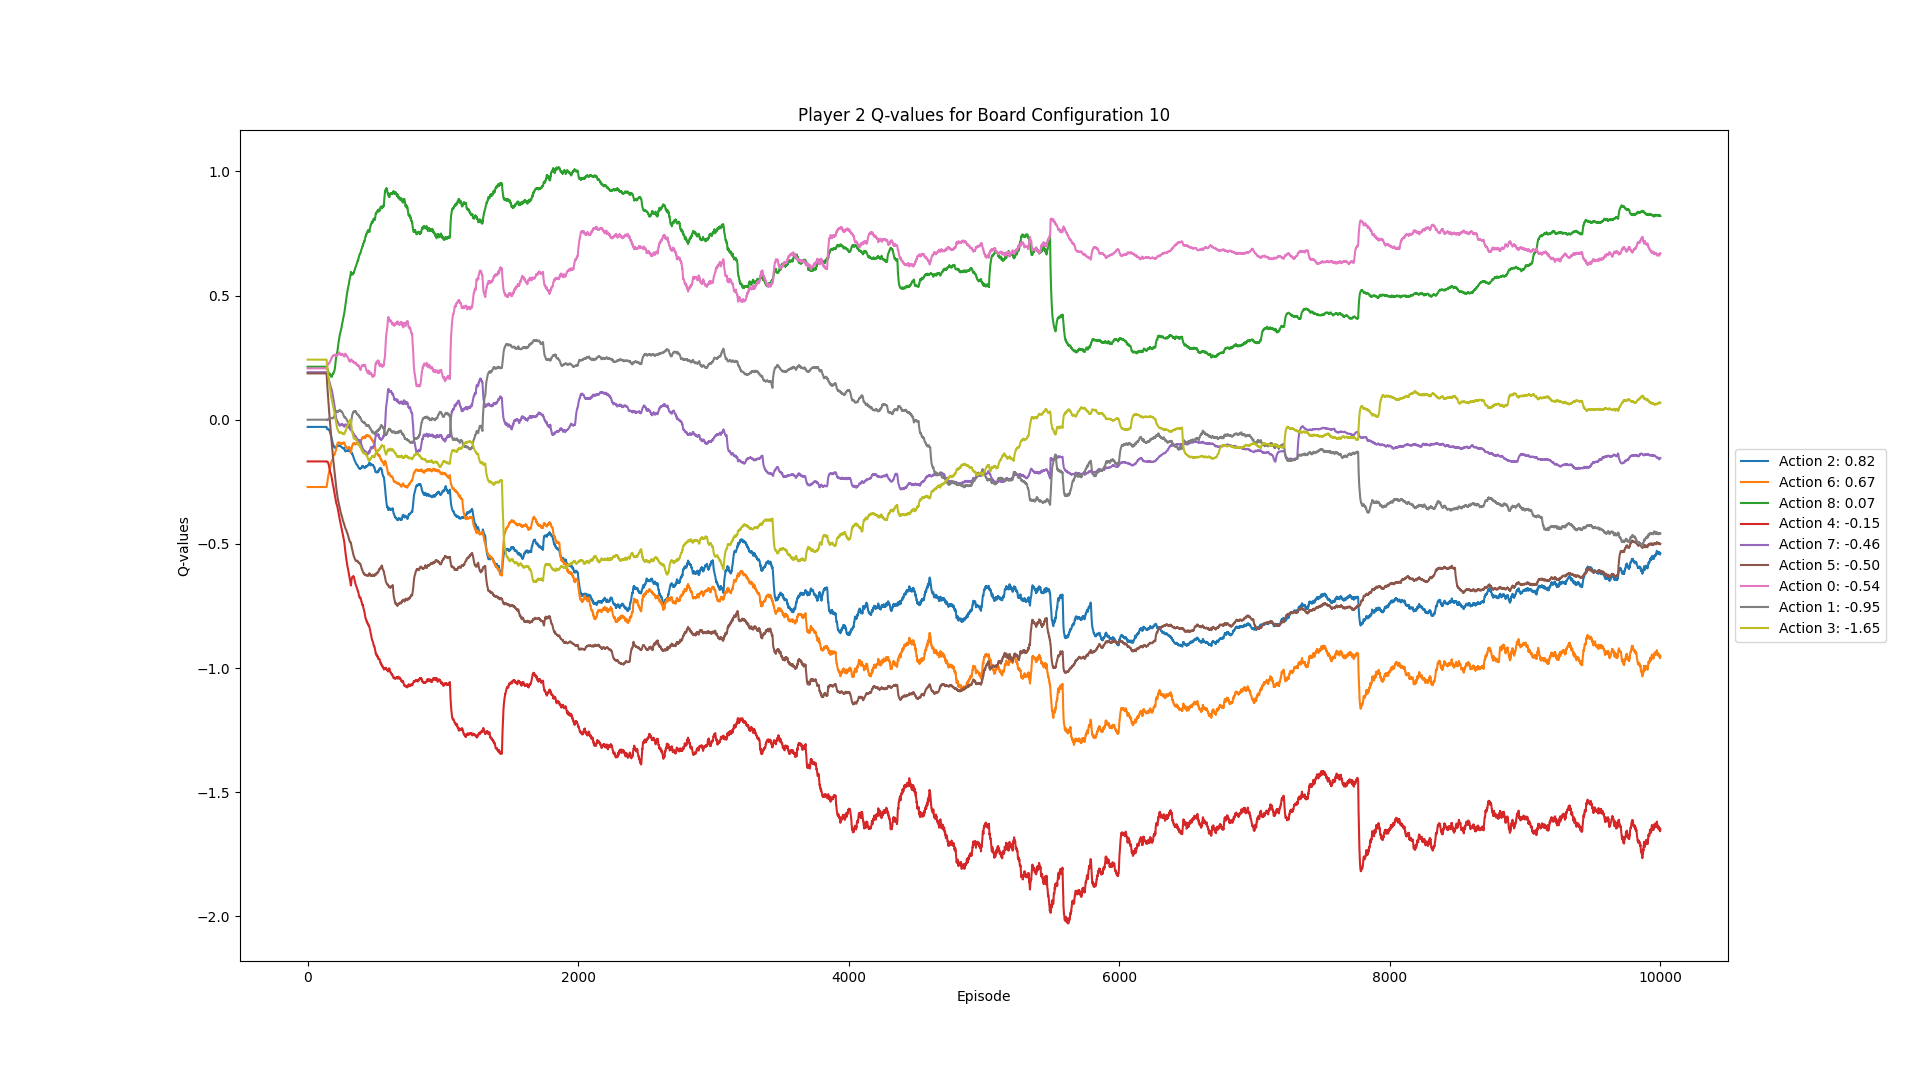 Player 2 Q-values for Board Configuration 10
1.0
0.5
0.0
−0.5
−1.0
−1.5
−2.0
Q-values
0 2000 4000 6000 8000 10000
Episode
Action 2: 0.82
Action 6: 0.67
Action 8: 0.07
Action 4: -0.15
Action 7: -0.46
Action 5: -0.50
Action 0: -0.54
Action 1: -0.95
Action 3: -1.65